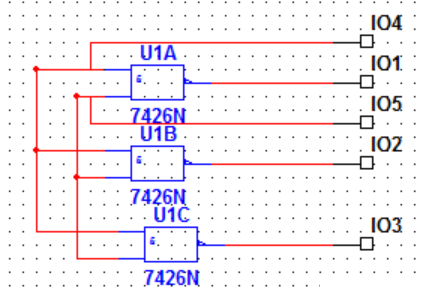 IO4
U1A
IO1
&
7426N
IO5
U1B
IO2
&
7426N
U1C
IO3
&
7426N